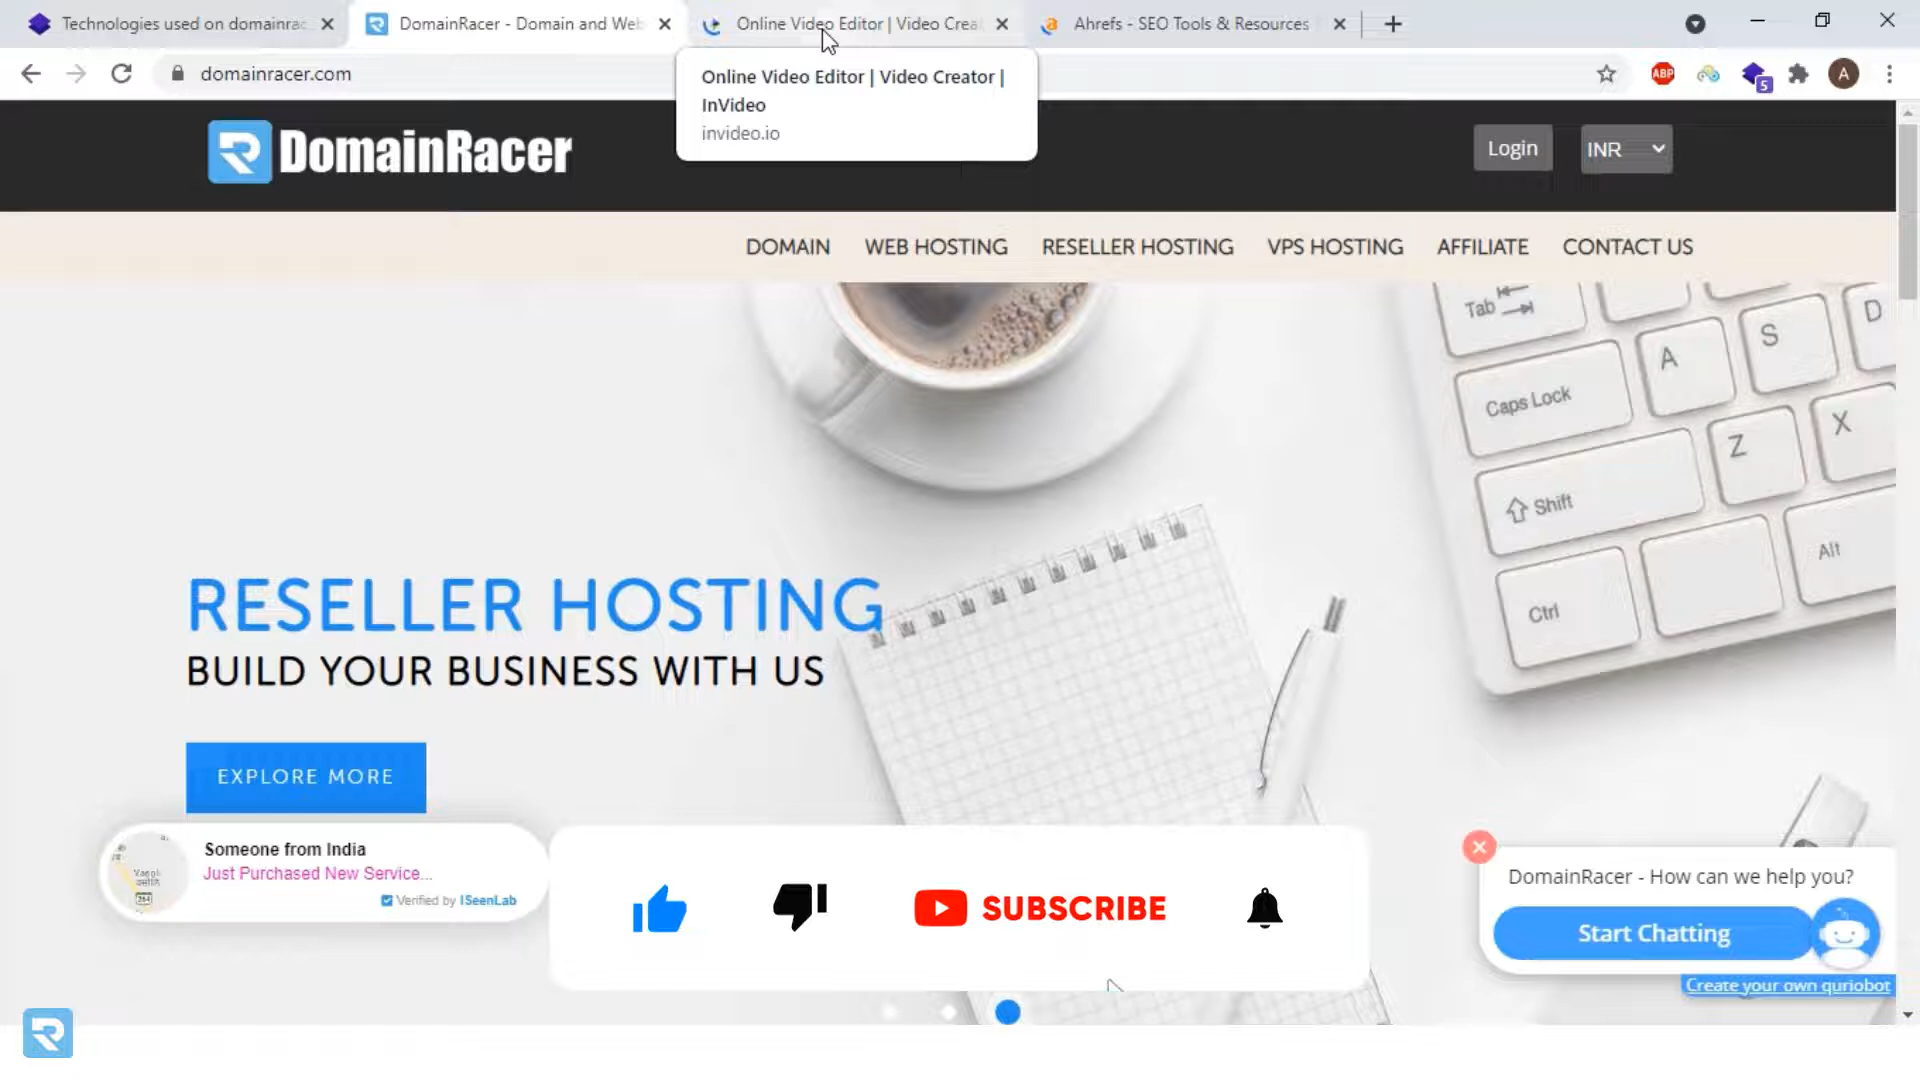 Technologies used on domainrac
DomainRacer - Domain and Web
Online Video Editor | Video Crea
Ahrefs - SEO Tools & Resources
domainracer.com
ABP
5
A
Online Video Editor | Video Creator |
InVideo
invideo.io
DomainRacer
Login
INR
DOMAIN
WEB HOSTING
RESELLER HOSTING
VPS HOSTING
AFFILIATE
CONTACT US
Tab
Caps Lock
A
S
D
Shift
Z
X
Ctrl
Alt
RESELLER HOSTING
BUILD YOUR BUSINESS WITH US
EXPLORE MORE
Someone from India
Just Purchased New Service...
Verified by ISeenLab
264
SUBSCRIBE
DomainRacer - How can we help you?
Start Chatting
Create your own quriobot